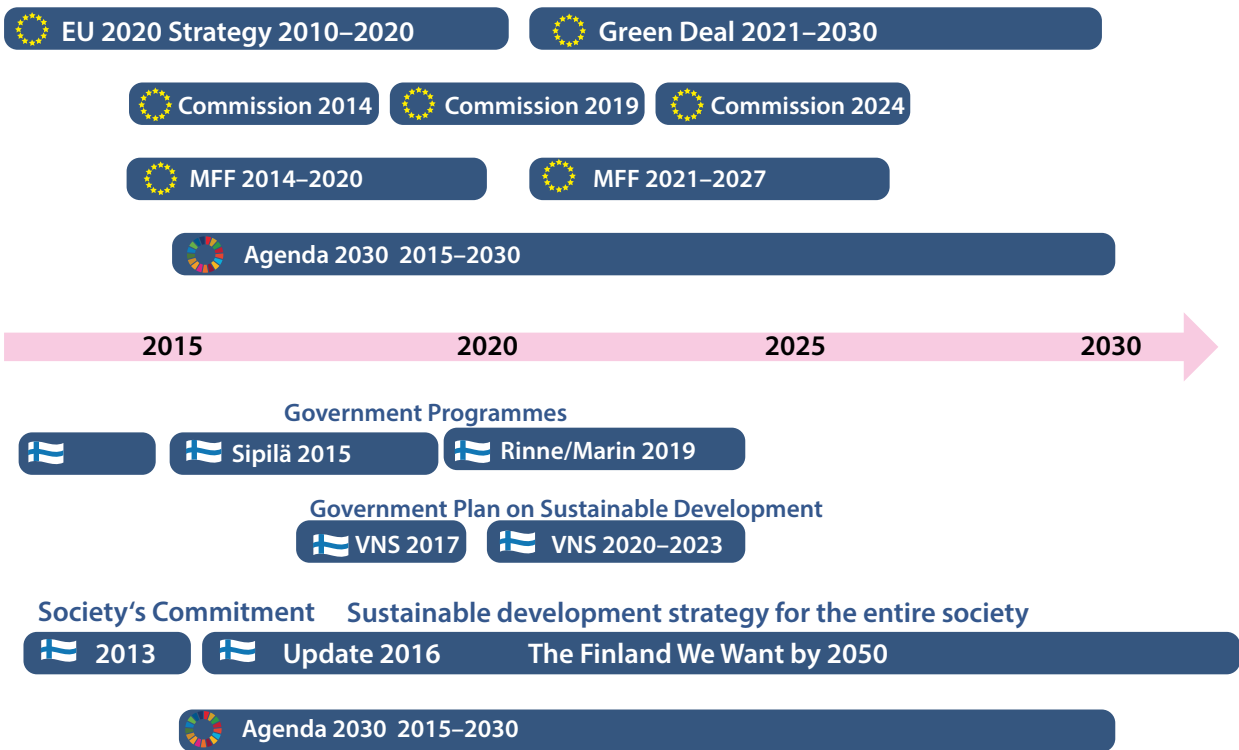 EU 2020 Strategy 2010–2020
Green Deal 2021–2030
Commission 2014
Commission 2019
Commission 2024
MFF 2014–2020
MFF 2021–2027
Agenda 2030 2015–2030
2015
2020
2025
2030
Government Programmes
Sipilä 2015
Rinne/Marin 2019
Government Plan on Sustainable Development
VNS 2017
VNS 2020–2023
Society‘s Commitment
Sustainable development strategy for the entire society
2013
Update 2016
The Finland We Want by 2050
Agenda 2030 2015–2030